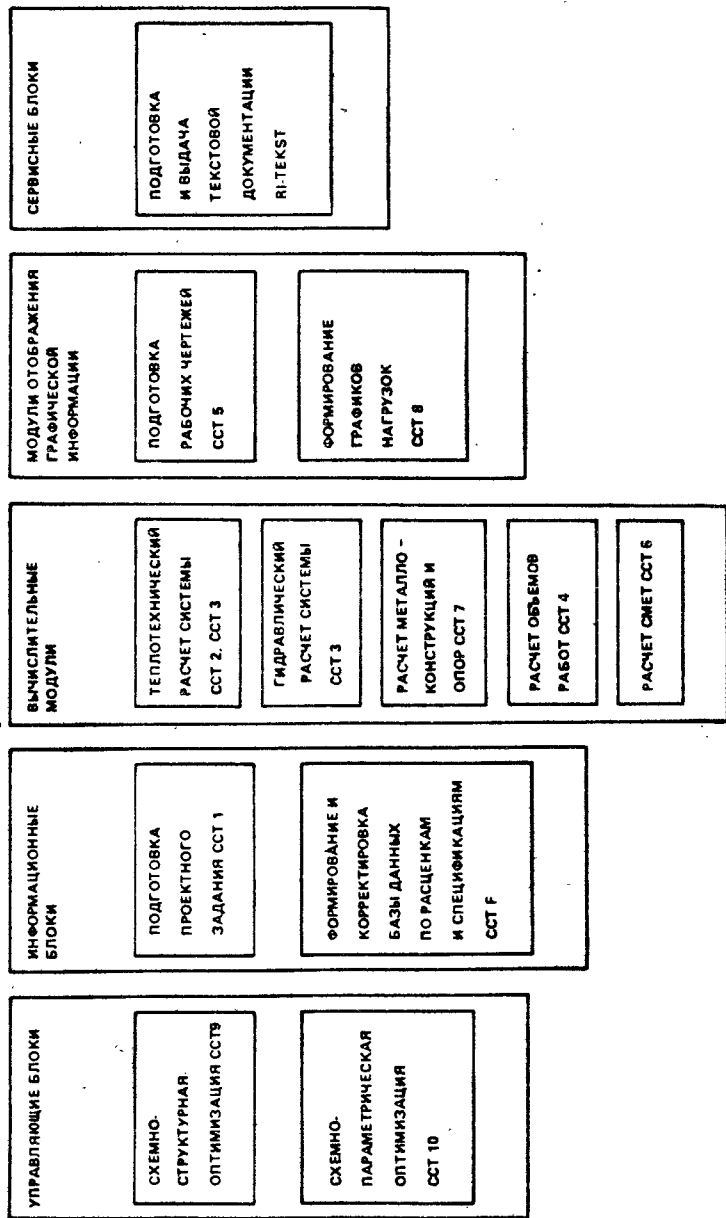 УПРАВЛЯЮЩИЕ БЛОКИ
СХЕМНО-
СТРУКТУРНАЯ
ОПТИМИЗАЦИЯ ССТ9
СХЕМНО-
ПАРАМЕТРИЧЕСКАЯ
ОПТИМИЗАЦИЯ
ССТ 10
ИНФОРМАЦИОННЫЕ
БЛОКИ
ПОДГОТОВКА
ПРОЕКТНОГО
ЗАДАНИЯ ССТ 1
ФОРМИРОВАНИЕ И
КОРРЕКТИРОВКА
БАЗЫ ДАННЫХ
ПО РАСЦЕНКАМ
И СПЕЦИФИКАЦИЯМ
ССТ F
ВЫЧИСЛИТЕЛЬНЫЕ
МОДУЛИ
ТЕПЛОТЕХНИЧЕСКИЙ
РАСЧЕТ СИСТЕМЫ
ССТ 2. ССТ 3
ГИДРАВЛИЧЕСКИЙ
РАСЧЕТ СИСТЕМЫ
ССТ 3
РАСЧЕТ МЕТАЛЛО –
КОНСТРУКЦИЙ И
ОПОР ССТ 7
РАСЧЕТ ОБЪЕМОВ
РАБОТ ССТ 4
РАСЧЕТ СМЕТ ССТ 6
МОДУЛИ ОТОБРАЖЕНИЯ
ГРАФИЧЕСКОЙ
ИНФОРМАЦИИ
ПОДГОТОВКА
РАБОЧИХ ЧЕРТЕЖЕЙ
ССТ 5
ФОРМИРОВАНИЕ
ГРАФИКОВ
НАГРУЗОК
ССТ 8
СЕРВИСНЫЕ БЛОКИ
ПОДГОТОВКА
И ВЫДАЧА
ТЕКСТОВОЙ
ДОКУМЕНТАЦИИ
RI-TEKST